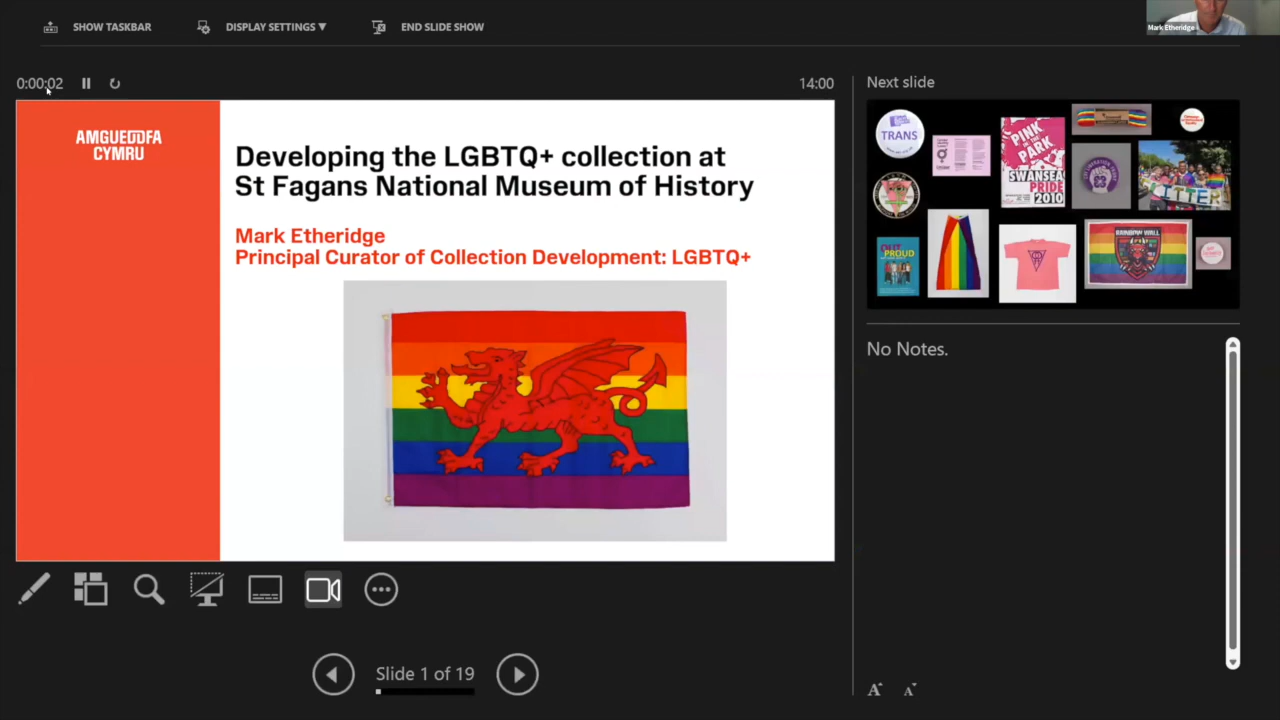 SHOW TASKBAR
DISPLAY SETTINGS ▼
END SLIDE SHOW
Mark Etheridge
0:00:02
14:00
Next slide
AMGUEDDFA
CYMRU
Developing the LGBTQ+ collection at
St Fagans National Museum of History
Mark Etheridge
Principal Curator of Collection Development: LGBTQ+
TRANS
PINK
IN THE
PARK
SWANSEA
PRIDE
2010
OUT
PROUD
RAINBOW WALL
No Notes.
Slide 1 of 19
A A